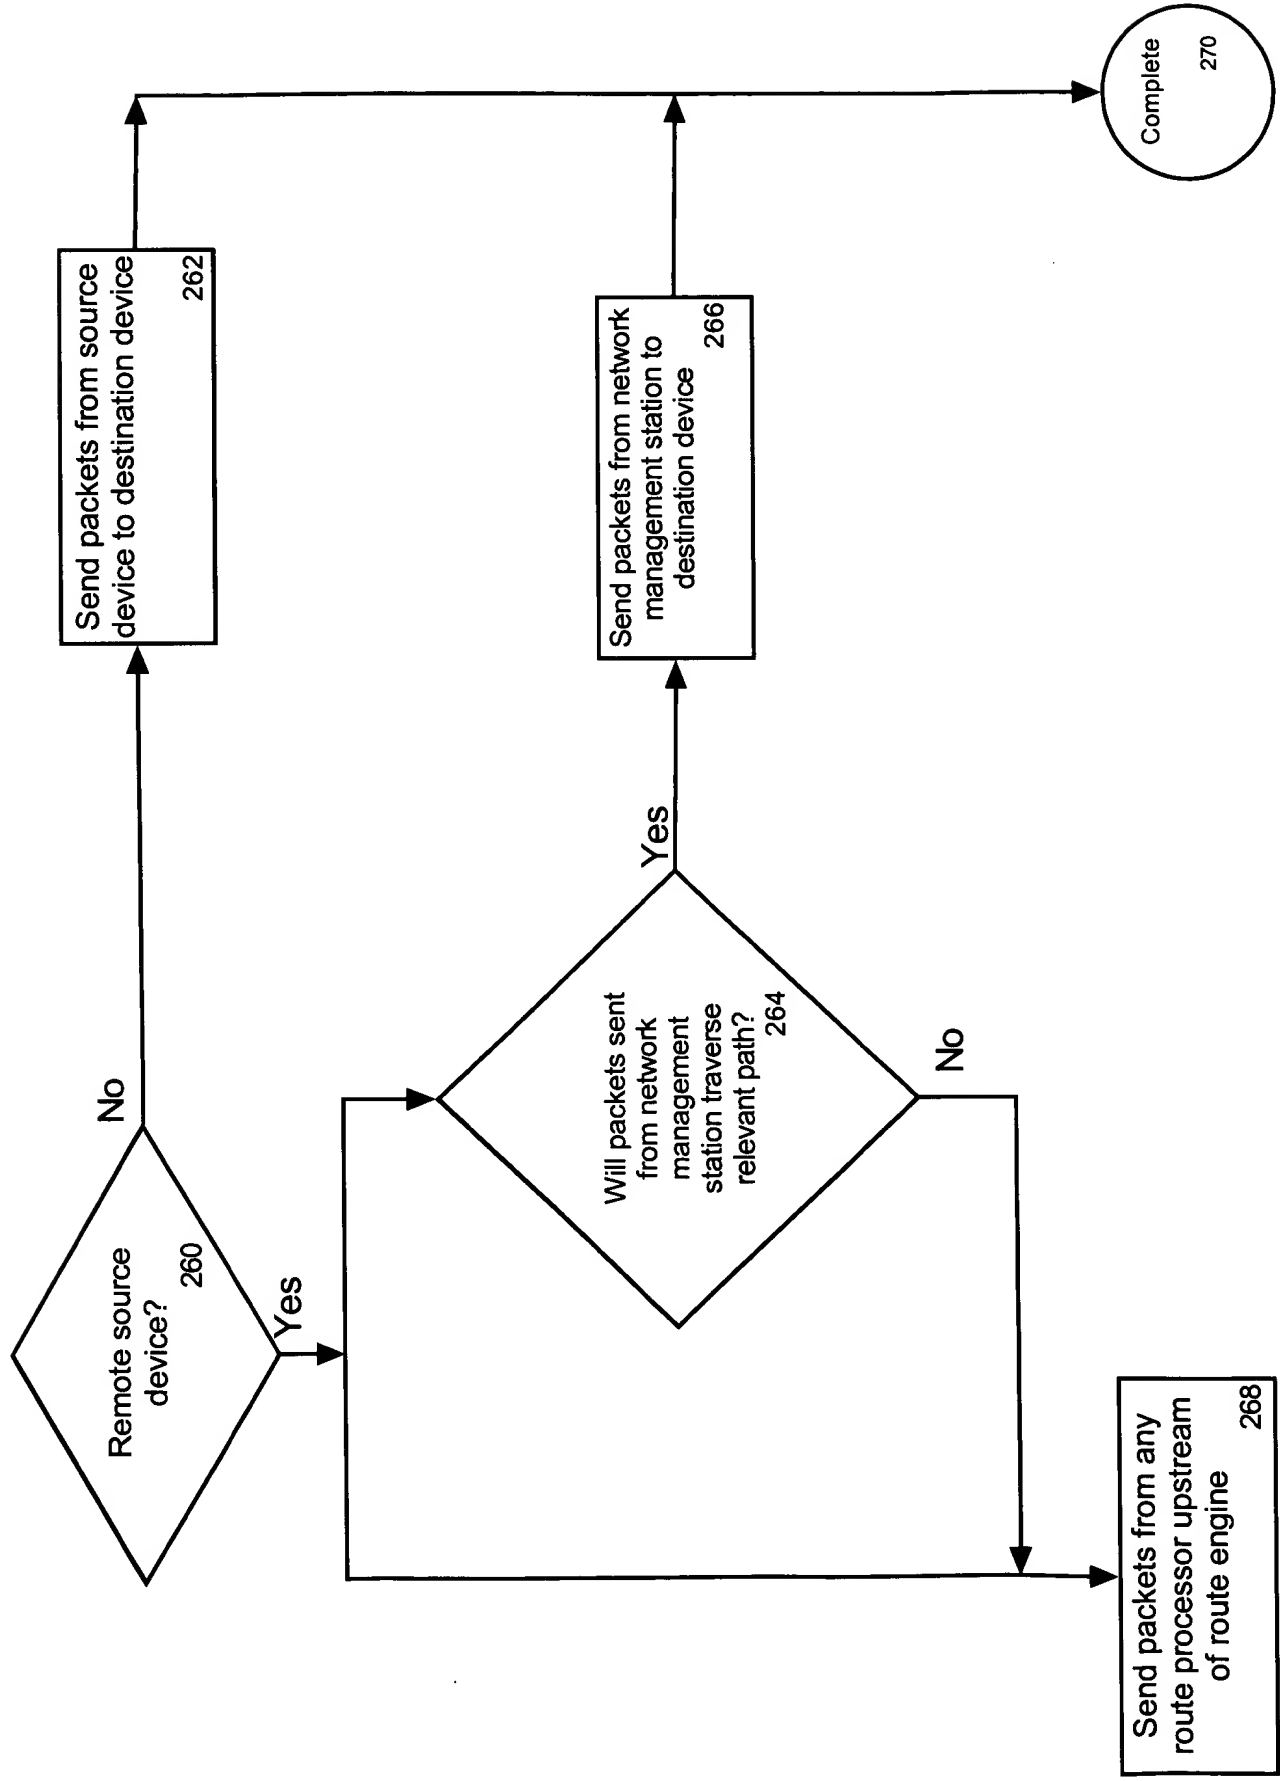 Remote source
device?
260
No
Yes
Send packets from source
device to destination device
262
Will packets sent
from network
management
station traverse
relevant path?
264
Yes
No
Send packets from network
management station to
destination device
266
Send packets from any
route processor upstream
of route engine
268
Complete
270